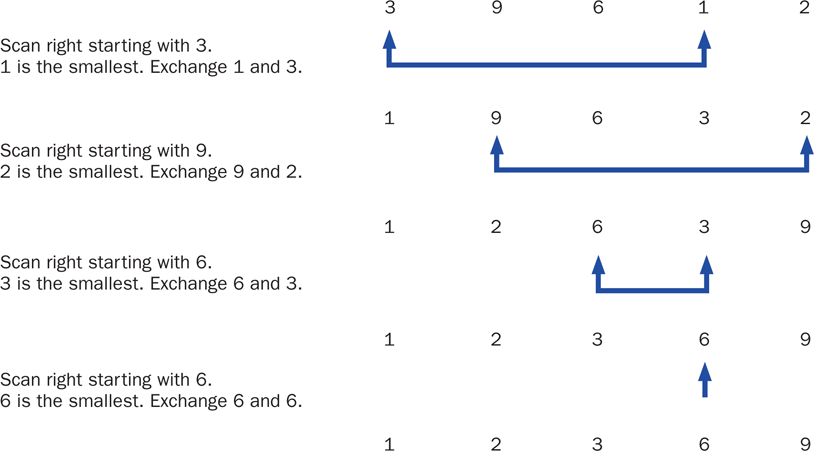 3 9 6 1 2
Scan right starting with 3.
1 is the smallest. Exchange 1 and 3.
1 9 6 3 2
Scan right starting with 9.
2 is the smallest. Exchange 9 and 2.
1 2 6 3 9
Scan right starting with 6.
3 is the smallest. Exchange 6 and 3.
1 2 3 6 9
Scan right starting with 6.
6 is the smallest. Exchange 6 and 6.
1 2 3 6 9